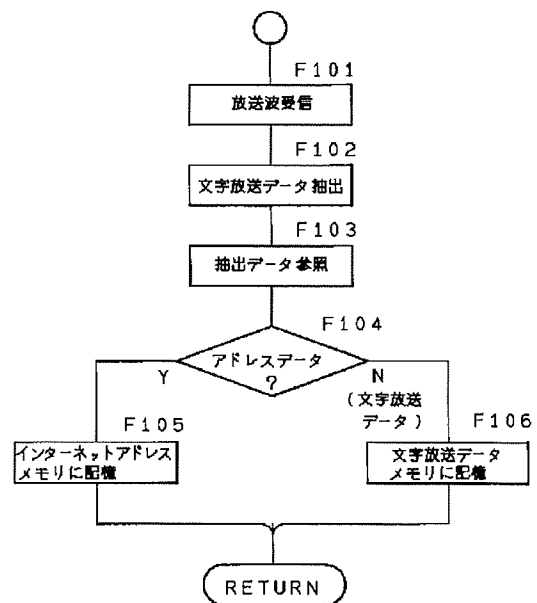 F101
放送波受信
F102
文字放送データ抽出
F103
抽出データ参照
F104
アドレスデータ
?
Y
N
(文字放送
データ)
F105
インターネットアドレス
メモリに記憶
F106
文字放送データ
メモリに記憶
RETURN